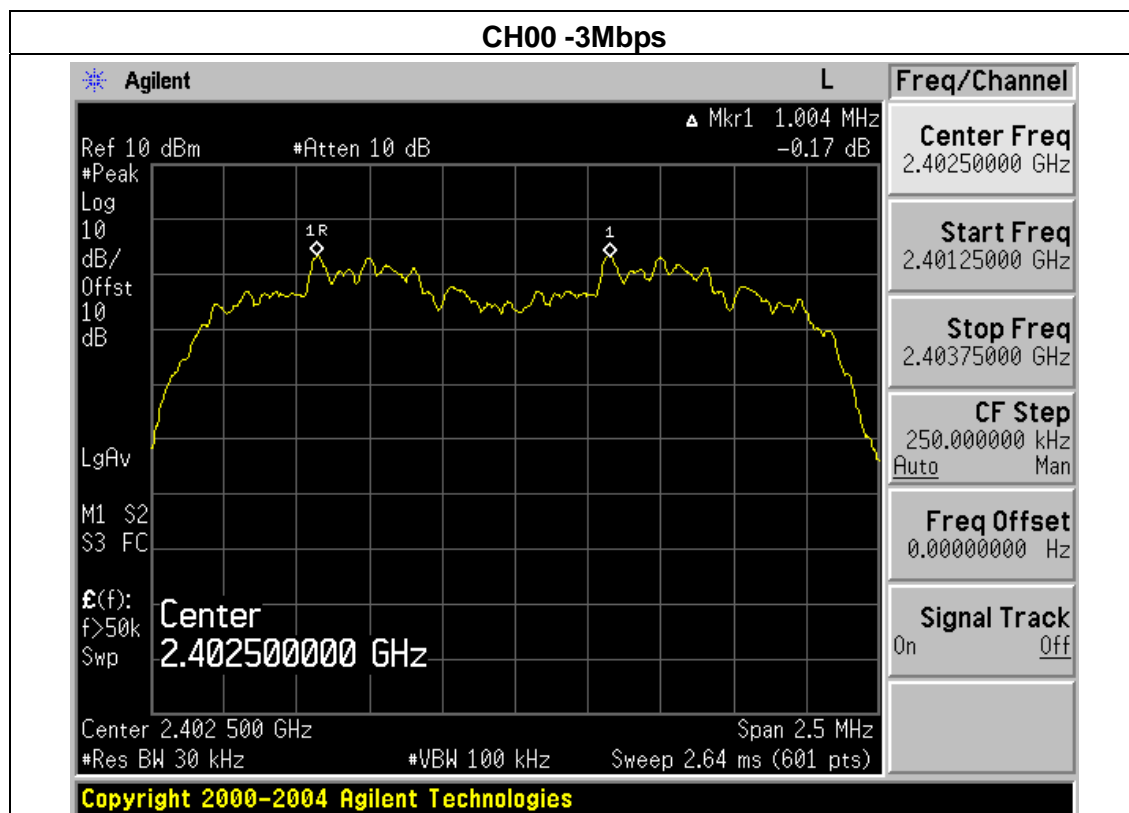 CH00 -3Mbps
Agilent L Freq/Channel
Δ Mkr1 1.004 MHz
Ref 10 dBm #Atten 10 dB -0.17 dB
#Peak
Log
10
dB/
Offst
10
dB
1R
1
LgAv
M1 S2
S3 FC
£(f):
f>50k
Swp
Center
2.402500000 GHz
Center 2.402 500 GHz Span 2.5 MHz
#Res BW 30 kHz #VBW 100 kHz Sweep 2.64 ms (601 pts)
Center Freq
2.40250000 GHz
Start Freq
2.40125000 GHz
Stop Freq
2.40375000 GHz
CF Step
250.000000 kHz
Auto Man
Freq Offset
0.00000000 Hz
Signal Track
On Off
Copyright 2000-2004 Agilent Technologies